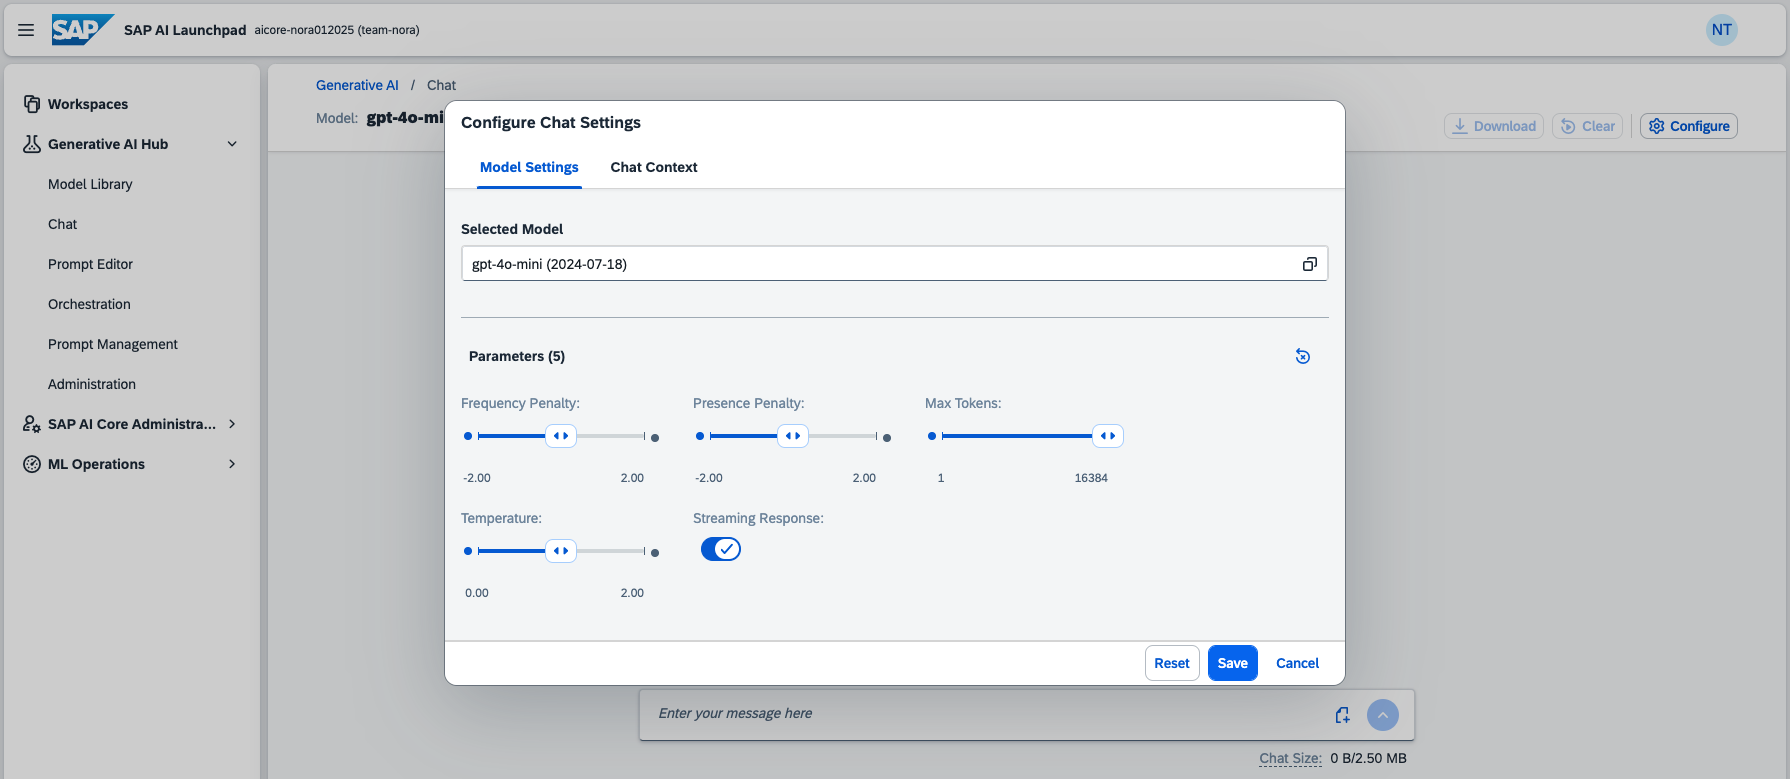 SAP SAP AI Launchpad aicore-nora012025 (team-nora) NT
Workspaces
Generative AI Hub
Model Library
Chat
Prompt Editor
Orchestration
Prompt Management
Administration
SAP AI Core Administra...
ML Operations
Generative AI / Chat
Model: gpt-4o-mi
Download Clear Configure
Configure Chat Settings
Model Settings Chat Context
Selected Model
gpt-4o-mini (2024-07-18)
Parameters (5)
Frequency Penalty: Presence Penalty: Max Tokens:
-2.00 2.00 -2.00 2.00 1 16384
Temperature: Streaming Response:
0.00 2.00
Reset Save Cancel
Enter your message here
Chat Size: 0 B/2.50 MB